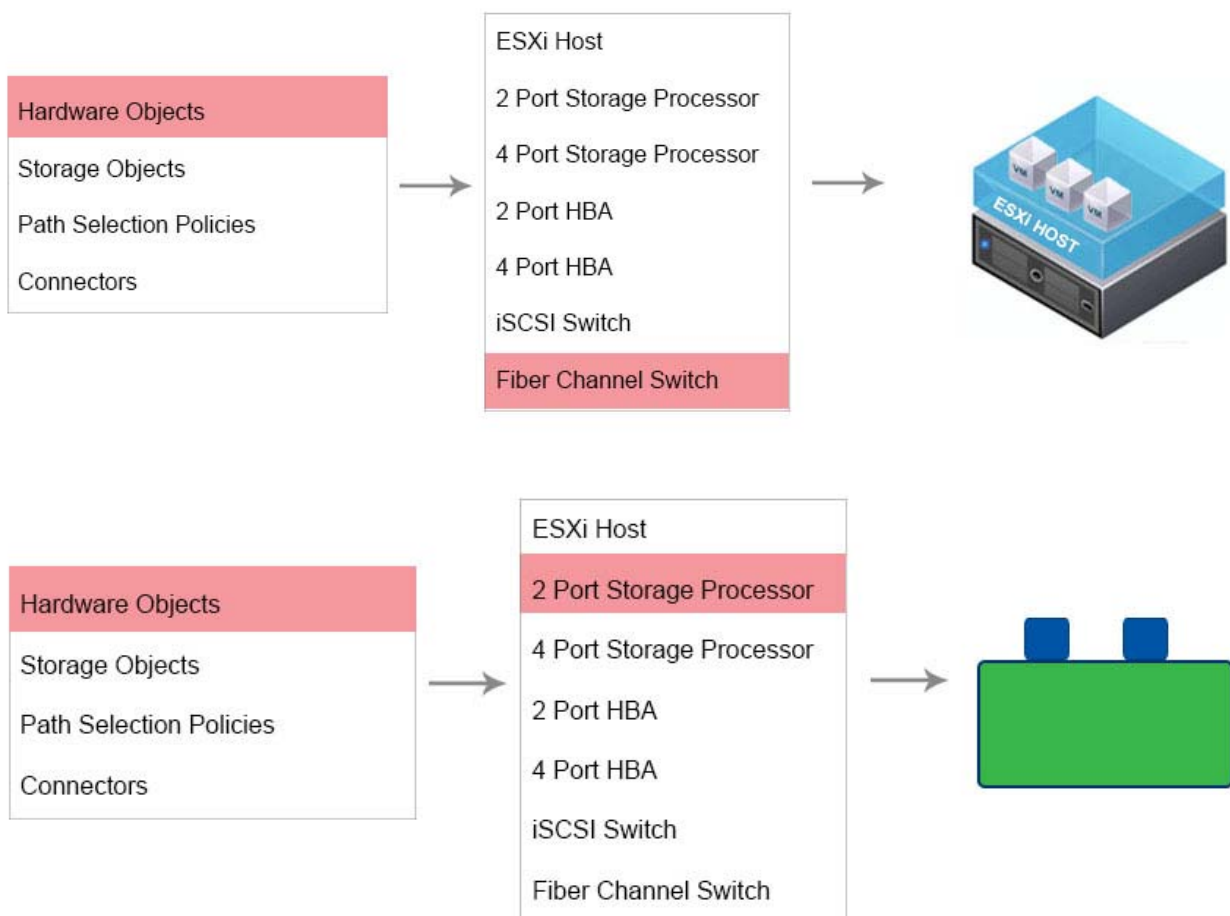 Hardware Objects
Storage Objects
Path Selection Policies
Connectors
ESXi Host
2 Port Storage Processor
4 Port Storage Processor
2 Port HBA
4 Port HBA
iSCSI Switch
Fiber Channel Switch
VM
VM
VM
ESXi HOST
Hardware Objects
Storage Objects
Path Selection Policies
Connectors
ESXi Host
2 Port Storage Processor
4 Port Storage Processor
2 Port HBA
4 Port HBA
iSCSI Switch
Fiber Channel Switch